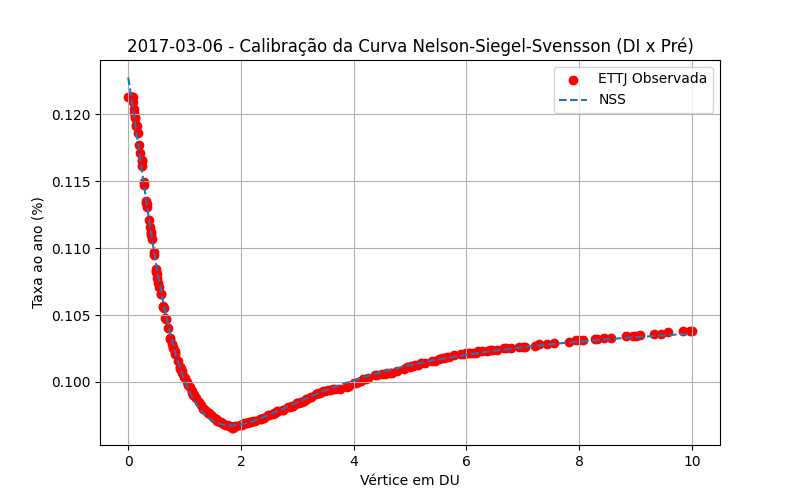 2017-03-06 - Calibração da Curva Nelson-Siegel-Svensson (DI x Pré)
ETTJ Observada
NSS
0.120
0.115
0.110
0.105
0.100
Taxa ao ano (%)
0 2 4 6 8 10
Vértice em DU